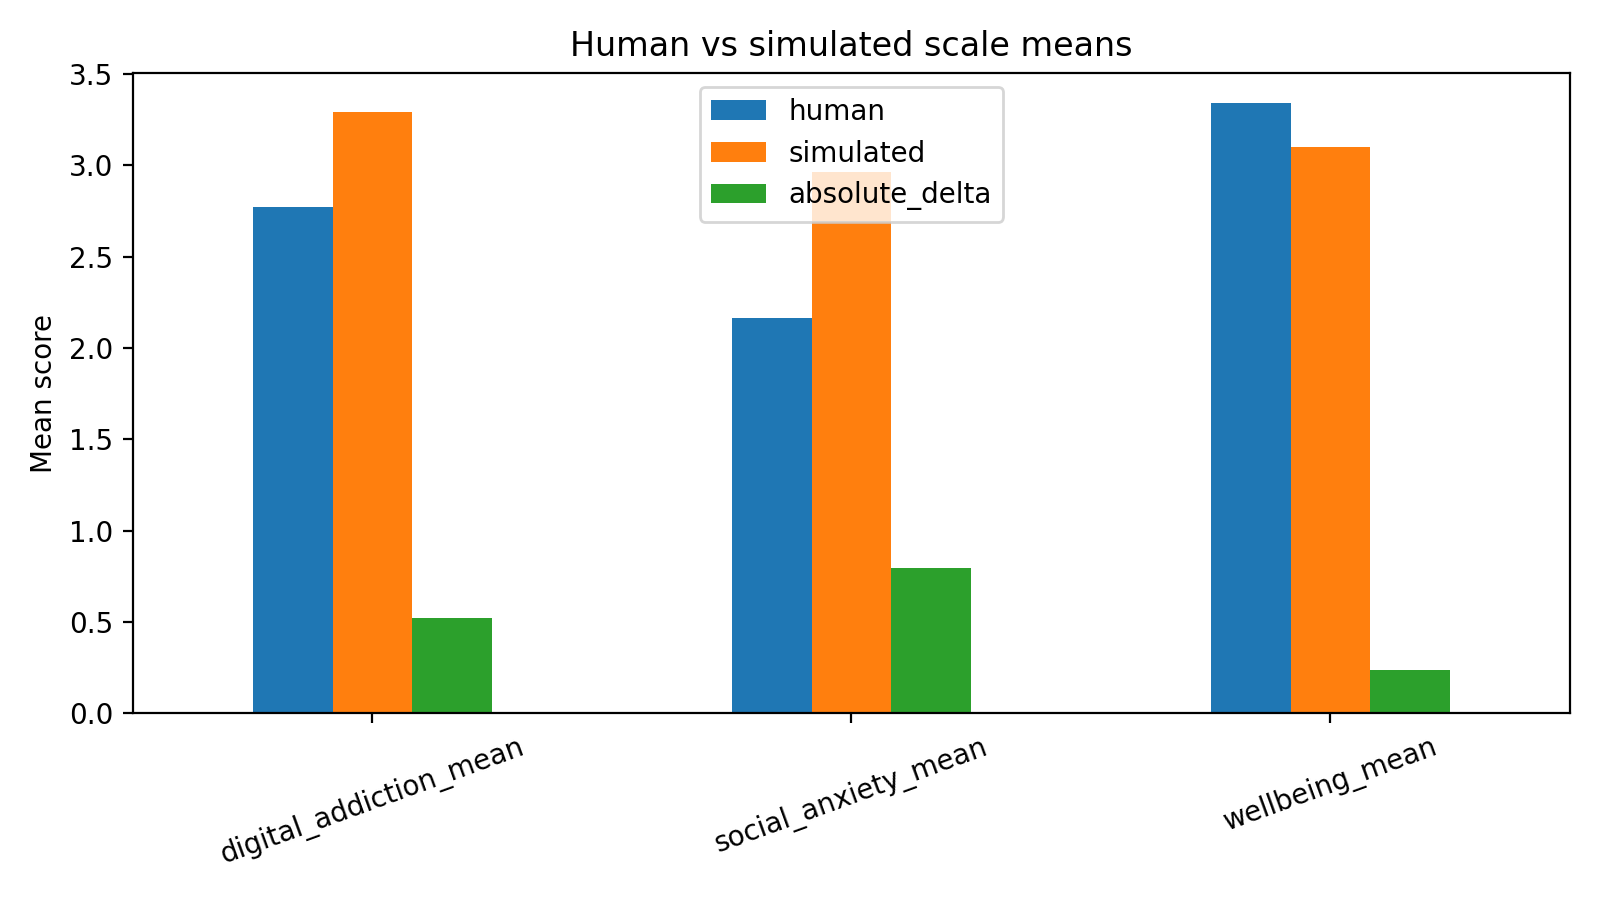 Human vs simulated scale means
human
simulated
absolute_delta
Mean score
3.5
3.0
2.5
2.0
1.5
1.0
0.5
0.0
digital_addiction_mean
social_anxiety_mean
wellbeing_mean